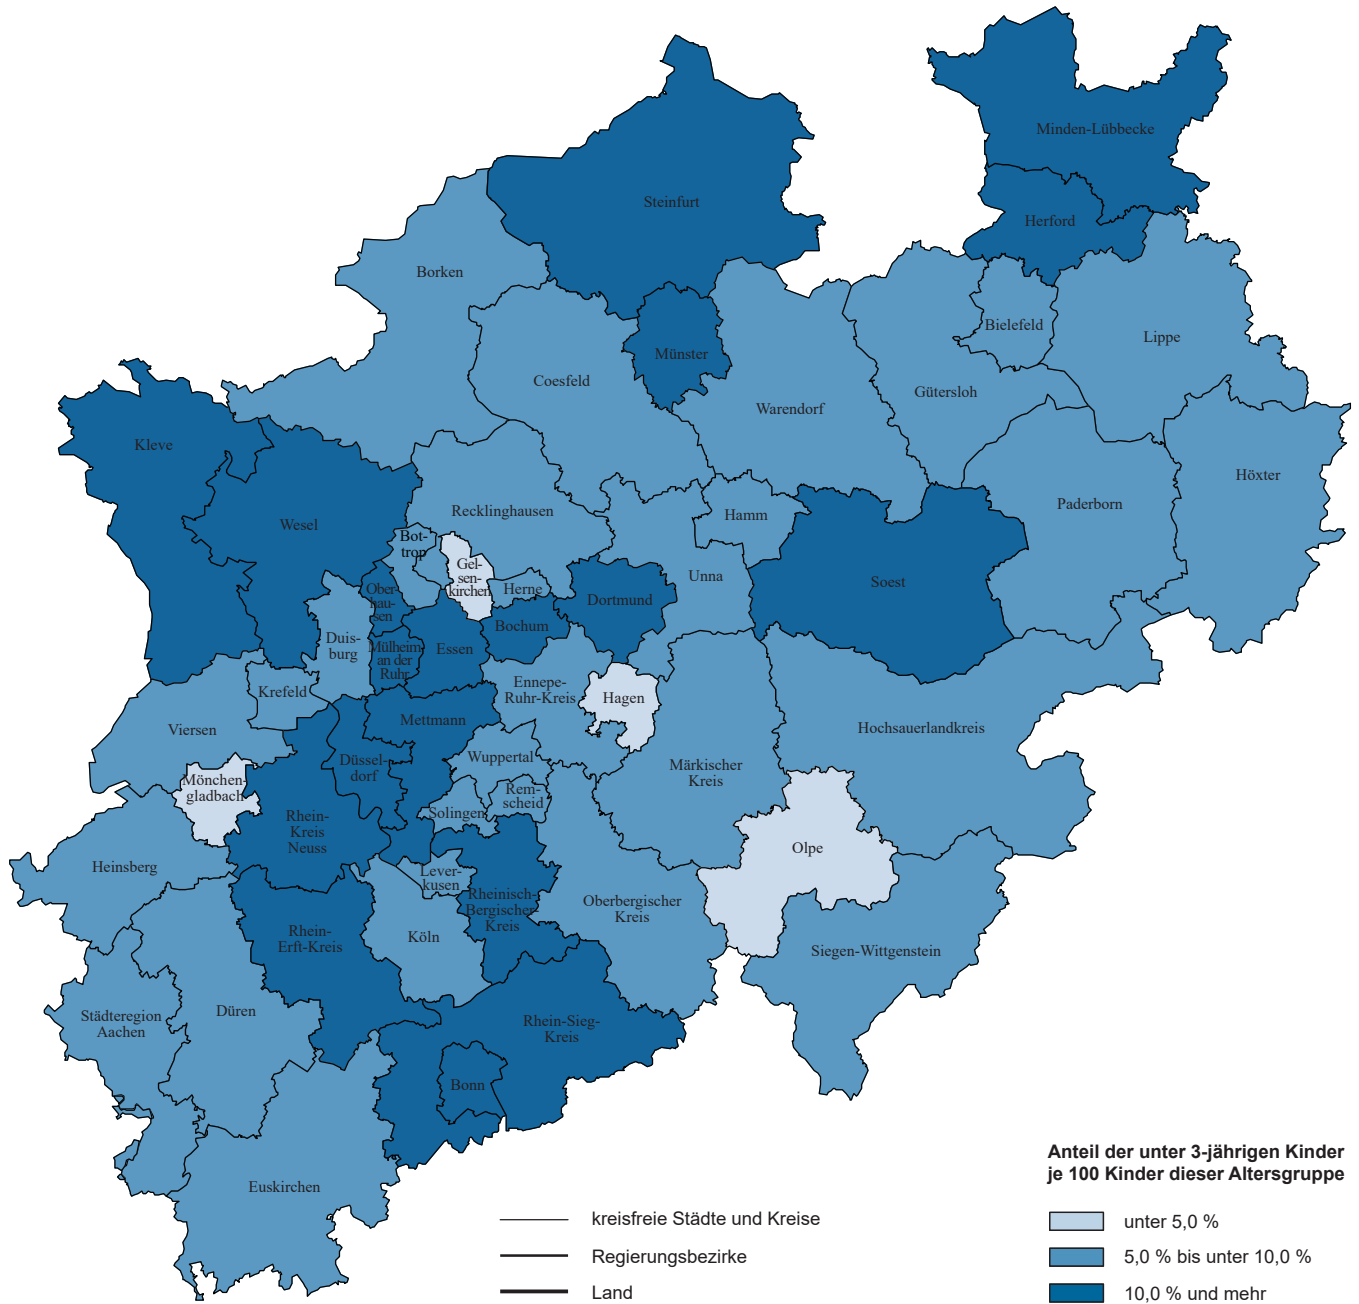 Minden-Lübbecke
Steinfurt
Herford
Borken
Bielefeld
Lippe
Münster
Coesfeld
Gütersloh
Warendorf
Kleve
Höxter
Paderborn
Recklinghausen
Hamm
Wesel
Bot-
trop
Gel-
sen-
kirchen
Unna
Soest
Ober-
hau-
sen
Herne
Dortmund
Bochum
Duis-
burg
Mülheim
an der
Ruhr
Essen
Krefeld
Ennepe-
Ruhr-Kreis
Hagen
Viersen
Mettmann
Hochsauerlandkreis
Düssel-
dorf
Wuppertal
Märkischer
Kreis
Mönchen-
gladbach
Rem-
scheid
Solingen
Rhein-
Kreis
Neuss
Olpe
Heinsberg
Lever-
kusen
Rheinisch-
Bergischer
Kreis
Oberbergischer
Kreis
Rhein-
Erft-Kreis
Köln
Siegen-Wittgenstein
Städteregion
Aachen
Düren
Rhein-Sieg-
Kreis
Bonn
Euskirchen
kreisfreie Städte und Kreise
Regierungsbezirke
Land
Anteil der unter 3-jährigen Kinder
je 100 Kinder dieser Altersgruppe
unter 5,0 %
5,0 % bis unter 10,0 %
10,0 % und mehr